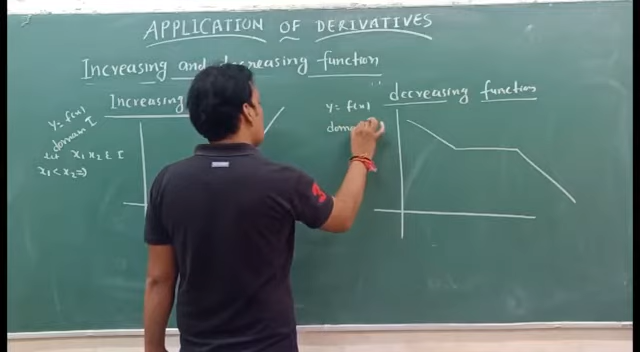 APPLICATION OF DERIVATIVES
Increasing and decreasing function
Increasing
y = f(x)
domain I
let x₁ x₂ ∈ I
x₁ < x₂ ⇒
decreasing function
y = f(x)